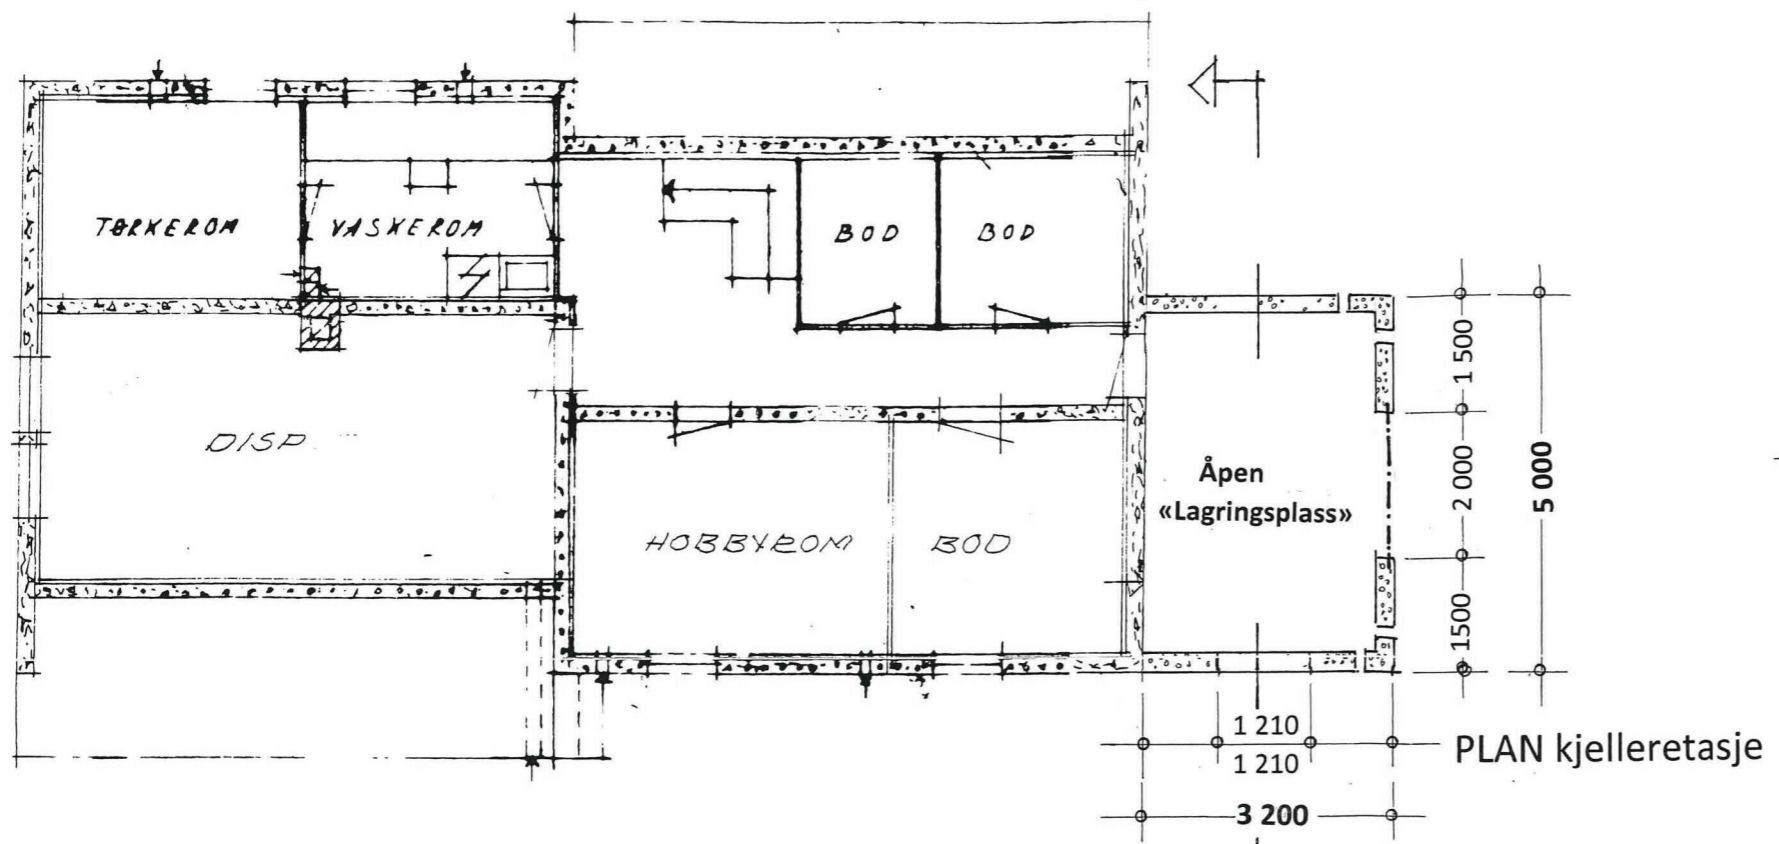 TØRKEROM
VASKEROM
BOD
BOD
DISP
HOBBYROM
BOD
Åpen
«Lagringsplass»
1 500
2 000
1500
5 000
1 210
1 210
3 200
PLAN kjelleretasje